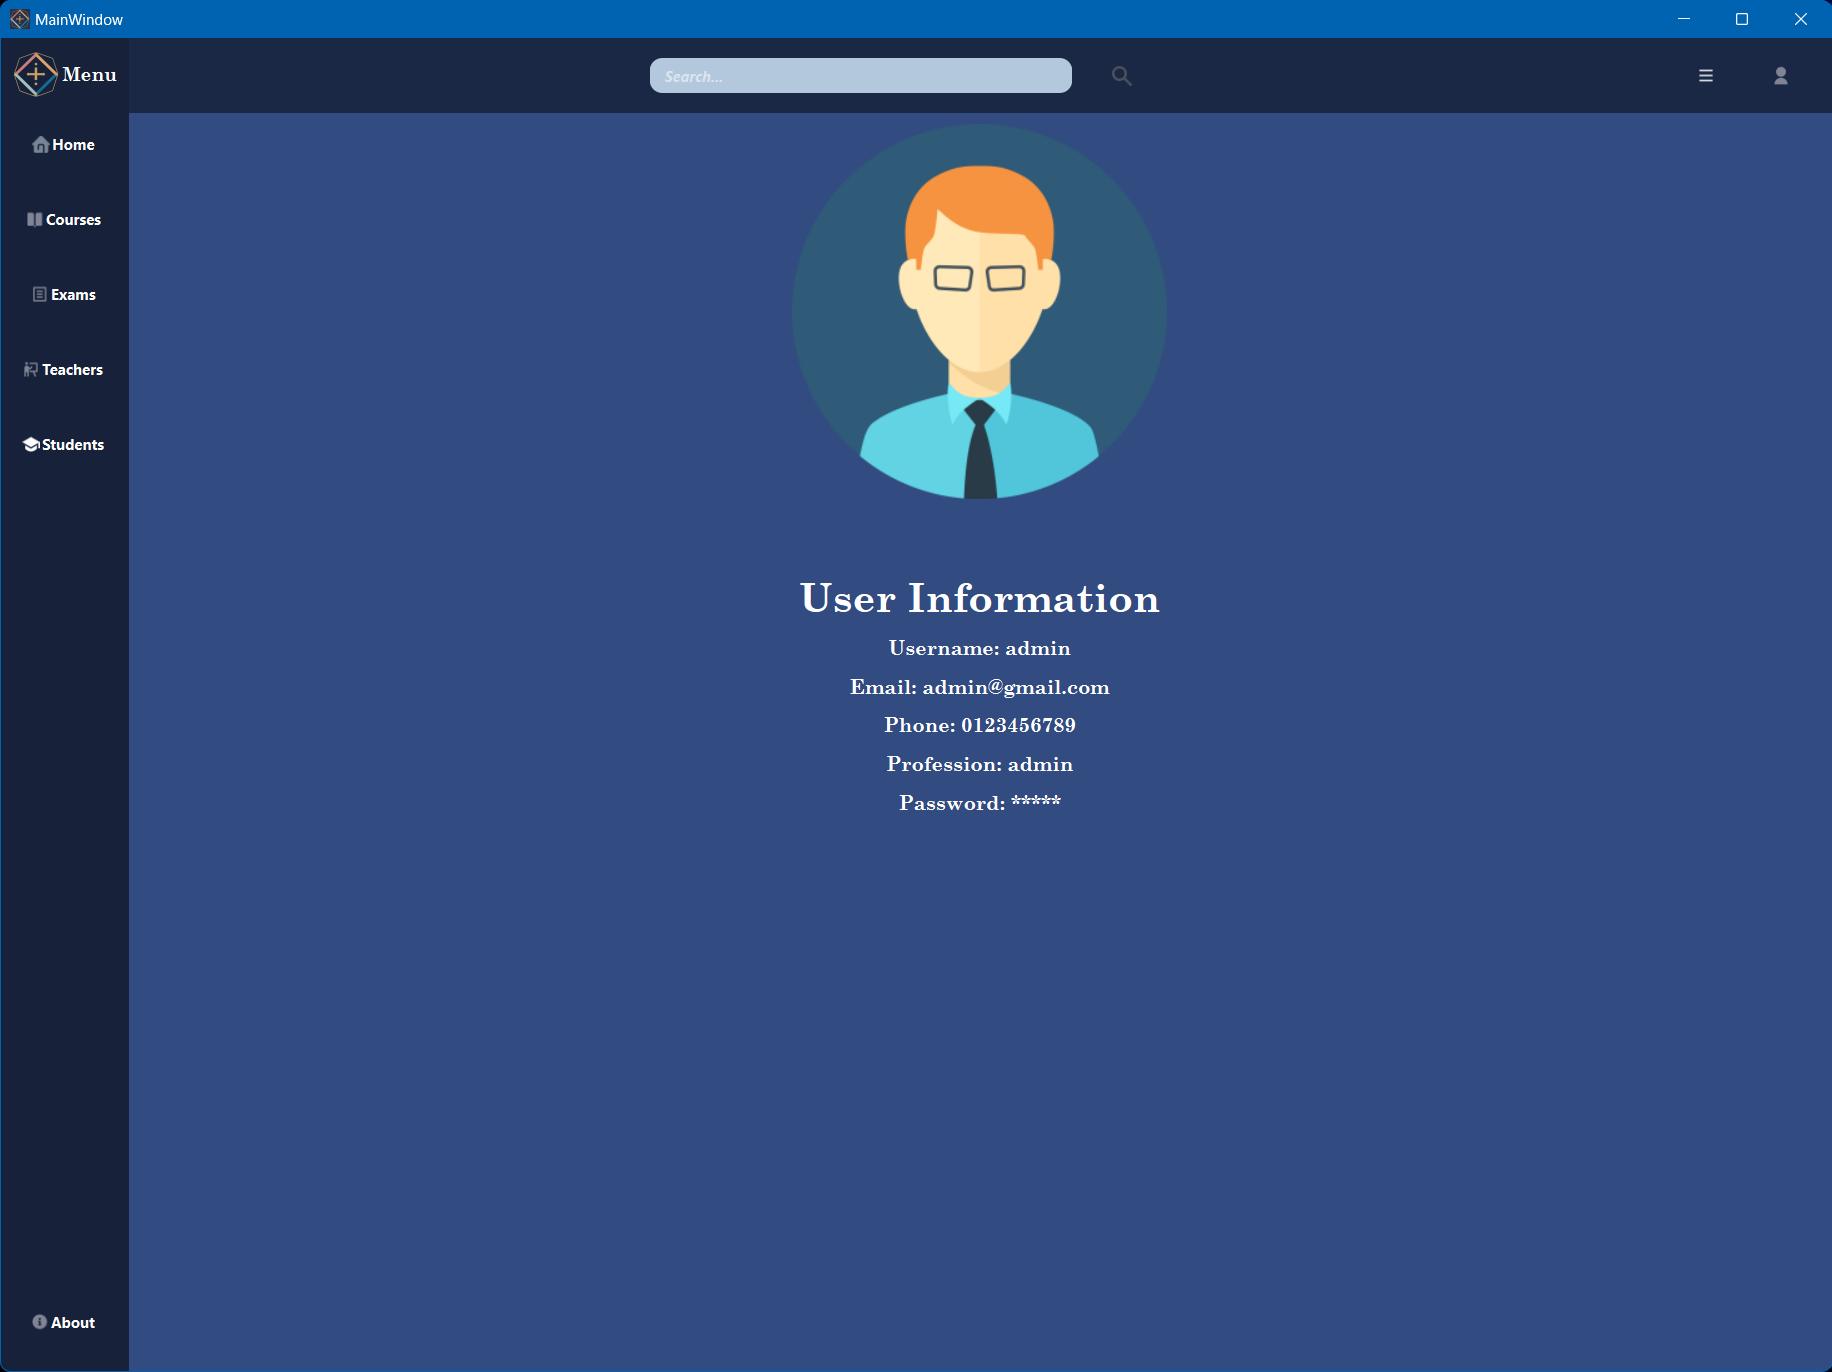 MainWindow
Menu
Search...
Home
Courses
Exams
Teachers
Students
User Information
Username: admin
Email: admin@gmail.com
Phone: 0123456789
Profession: admin
Password: *****
About